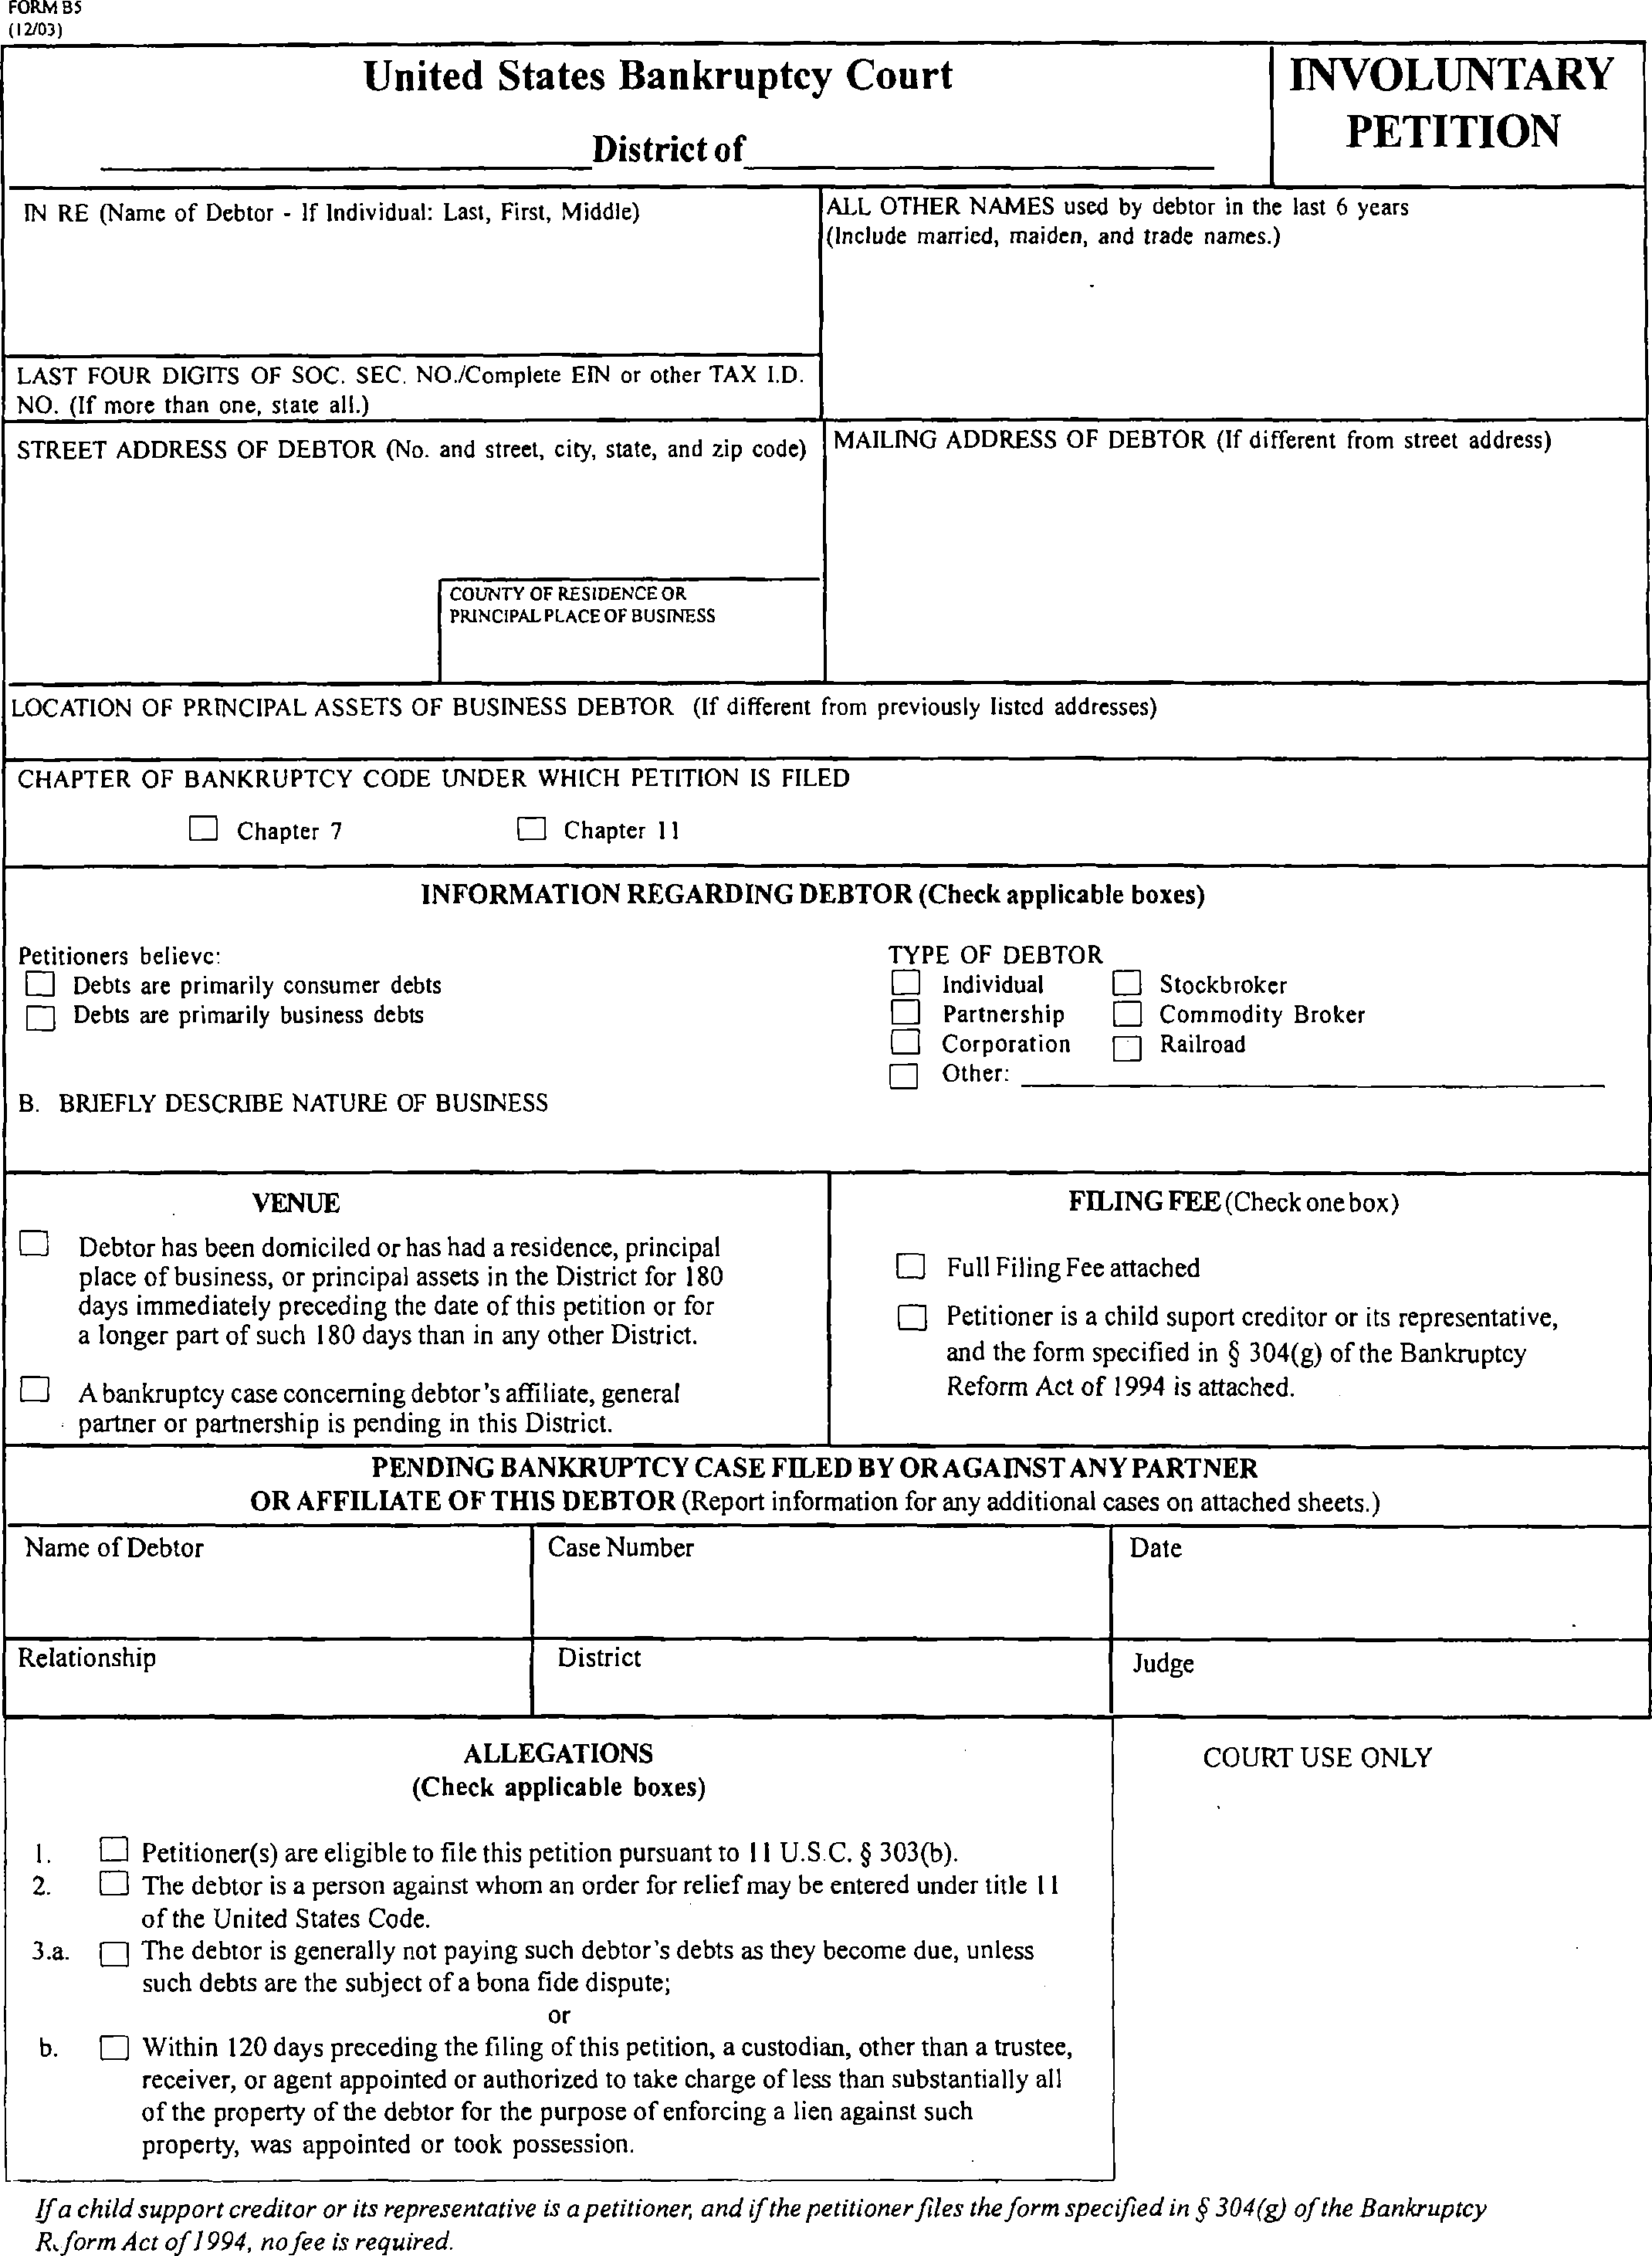 FORM B5
(12/03)
United States Bankruptcy Court
INVOLUNTARY
PETITION
____________________District of____________________
IN RE (Name of Debtor - If Individual: Last, First, Middle)
ALL OTHER NAMES used by debtor in the last 6 years
(Include married, maiden, and trade names.)
LAST FOUR DIGITS OF SOC. SEC. NO./Complete EIN or other TAX I.D.
NO. (If more than one, state all.)
STREET ADDRESS OF DEBTOR (No. and street, city, state, and zip code)
MAILING ADDRESS OF DEBTOR (If different from street address)
COUNTY OF RESIDENCE OR
PRINCIPAL PLACE OF BUSINESS
LOCATION OF PRINCIPAL ASSETS OF BUSINESS DEBTOR (If different from previously listed addresses)
CHAPTER OF BANKRUPTCY CODE UNDER WHICH PETITION IS FILED
☐ Chapter 7 ☐ Chapter 11
INFORMATION REGARDING DEBTOR (Check applicable boxes)
Petitioners believe:
☐ Debts are primarily consumer debts
☐ Debts are primarily business debts
TYPE OF DEBTOR
☐ Individual ☐ Stockbroker
☐ Partnership ☐ Commodity Broker
☐ Corporation ☐ Railroad
☐ Other: ____________________
B. BRIEFLY DESCRIBE NATURE OF BUSINESS
VENUE
☐ Debtor has been domiciled or has had a residence, principal
place of business, or principal assets in the District for 180
days immediately preceding the date of this petition or for
a longer part of such 180 days than in any other District.
☐ A bankruptcy case concerning debtor's affiliate, general
partner or partnership is pending in this District.
FILING FEE (Check one box)
☐ Full Filing Fee attached
☐ Petitioner is a child suport creditor or its representative,
and the form specified in § 304(g) of the Bankruptcy
Reform Act of 1994 is attached.
PENDING BANKRUPTCY CASE FILED BY OR AGAINST ANY PARTNER
OR AFFILIATE OF THIS DEBTOR (Report information for any additional cases on attached sheets.)
Name of Debtor
Case Number
Date
Relationship
District
Judge
ALLEGATIONS
(Check applicable boxes)
COURT USE ONLY
1. ☐ Petitioner(s) are eligible to file this petition pursuant to 11 U.S.C. § 303(b).
2. ☐ The debtor is a person against whom an order for relief may be entered under title 11
of the United States Code.
3.a. ☐ The debtor is generally not paying such debtor's debts as they become due, unless
such debts are the subject of a bona fide dispute;
or
b. ☐ Within 120 days preceding the filing of this petition, a custodian, other than a trustee,
receiver, or agent appointed or authorized to take charge of less than substantially all
of the property of the debtor for the purpose of enforcing a lien against such
property, was appointed or took possession.
If a child support creditor or its representative is a petitioner, and if the petitioner files the form specified in § 304(g) of the Bankruptcy
Reform Act of 1994, no fee is required.